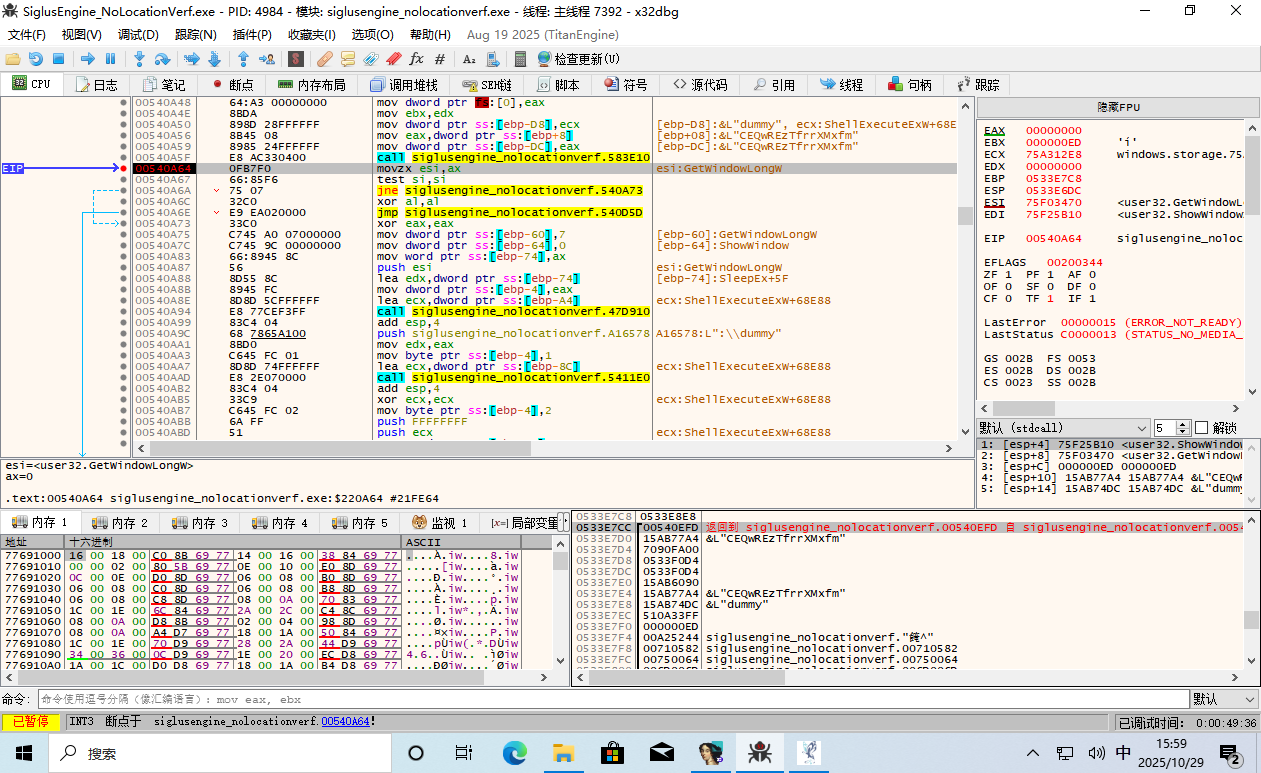 SiglusEngine_NoLocationVerf.exe - PID: 4984 - 模块: siglusengine_nolocationverf.exe - 线程: 主线程 7392 - x32dbg
文件(F) 视图(V) 调试(D) 跟踪(N) 插件(P) 收藏夹(I) 选项(O) 帮助(H) Aug 19 2025 (TitanEngine)
检查更新(U)
CPU 日志 笔记 断点 内存布局 调用堆栈 SEH链 脚本 符号 源代码 引用 线程 句柄 跟踪
00540A48 64:A3 00000000 mov dword ptr fs:[0],eax
00540A4E 8BDA mov ebx,edx
00540A50 898D 28FFFFFF mov dword ptr ss:[ebp-D8],ecx [ebp-D8]:&L"dummy", ecx:ShellExecuteExW+68E
00540A56 8B45 08 mov eax,dword ptr ss:[ebp+8] [ebp+08]:&L"CEQwREzTfrrXMxfm"
00540A59 8985 24FFFFFF mov dword ptr ss:[ebp-DC],eax [ebp-DC]:&L"CEQwREzTfrrXMxfm"
00540A5F E8 AC330400 call siglusengine_nolocationverf.583E10
EIP 00540A64 0FB7F0 movzx esi,ax esi:GetWindowLongW
00540A67 66:85F6 test si,si
00540A6A 75 07 jne siglusengine_nolocationverf.540A73
00540A6C 32C0 xor al,al
00540A6E E9 EA020000 jmp siglusengine_nolocationverf.540D5D
00540A73 33C0 xor eax,eax
00540A75 C745 A0 07000000 mov dword ptr ss:[ebp-60],7 [ebp-60]:GetWindowLongW
00540A7C C745 9C 00000000 mov dword ptr ss:[ebp-64],0 [ebp-64]:ShowWindow
00540A83 66:8945 8C mov word ptr ss:[ebp-74],ax [ebp-74]:SleepEx+5F
00540A87 56 push esi esi:GetWindowLongW
00540A88 8D55 8C lea edx,dword ptr ss:[ebp-74] [ebp-74]:SleepEx+5F
00540A8B 8945 FC mov dword ptr ss:[ebp-4],eax
00540A8E 8D8D 5CFFFFFF lea ecx,dword ptr ss:[ebp-A4] ecx:ShellExecuteExW+68E88
00540A94 E8 77CEF3FF call siglusengine_nolocationverf.47D910
00540A99 83C4 04 add esp,4
00540A9C 68 7865A100 push siglusengine_nolocationverf.A16578 A16578:L":\\dummy"
00540AA1 8BD0 mov edx,eax
00540AA3 C645 FC 01 mov byte ptr ss:[ebp-4],1
00540AA7 8D8D 74FFFFFF lea ecx,dword ptr ss:[ebp-8C] ecx:ShellExecuteExW+68E88
00540AAD E8 2E070000 call siglusengine_nolocationverf.5411E0
00540AB2 83C4 04 add esp,4
00540AB5 33C9 xor ecx,ecx ecx:ShellExecuteExW+68E88
00540AB7 C645 FC 02 mov byte ptr ss:[ebp-4],2
00540ABB 6A FF push FFFFFFFF
00540ABD 51 push ecx ecx:ShellExecuteExW+68E88
隐藏FPU
EAX 00000000
EBX 000000ED 'í'
ECX 75A312E8 windows.storage.75
EDX 00000000
EBP 0533E7C8
ESP 0533E6DC
ESI 75F03470 <user32.GetWindowL
EDI 75F25B10 <user32.ShowWindow
EIP 00540A64 siglusengine_noloc
EFLAGS 00200344
ZF 1 PF 1 AF 0
OF 0 SF 0 DF 0
CF 0 TF 1 IF 1
LastError 00000015 (ERROR_NOT_READY)
LastStatus C0000013 (STATUS_NO_MEDIA_
GS 002B FS 0053
ES 002B DS 002B
CS 0023 SS 002B
默认 (stdcall) 5 解锁
1: [esp+4] 75F25B10 <user32.ShowWindo
2: [esp+8] 75F03470 <user32.GetWindow
3: [esp+C] 000000ED 000000ED
4: [esp+10] 15AB77A4 15AB77A4 &L"CEQw
5: [esp+14] 15AB74DC 15AB74DC &L"dumm
esi=<user32.GetWindowLongW>
ax=0
.text:00540A64 siglusengine_nolocationverf.exe:$220A64 #21FE64
内存 1 内存 2 内存 3 内存 4 内存 5 监视 1 [x=]局部变量
地址 十六进制 ASCII
77691000 16 00 18 00 C0 8B 69 77 14 00 16 00 38 84 69 77 ....À.iw....8.iw
77691010 00 00 02 00 80 5B 69 77 0E 00 10 00 E0 8D 69 77 .....[iw....à.iw
77691020 0C 00 0E 00 D0 8D 69 77 06 00 08 00 B0 8D 69 77 ....Ð.iw....°.iw
77691030 06 00 08 00 C0 8D 69 77 06 00 08 00 B8 8D 69 77 ....À.iw....¸.iw
77691040 06 00 08 00 C8 8D 69 77 08 00 0A 00 70 83 69 77 ....È.iw....p.iw
77691050 1C 00 1E 00 6C 84 69 77 2A 00 2C 00 C4 8C 69 77 ....l.iw*.,.Ä.iw
77691060 08 00 0A 00 D8 8B 69 77 02 00 04 00 98 8D 69 77 ....Ø.iw......iw
77691070 08 00 0A 00 A4 D7 69 77 18 00 1A 00 50 84 69 77 ....¤×iw....P.iw
77691080 1C 00 1E 00 70 D9 69 77 28 00 2A 00 44 D9 69 77 ....pÙiw(.*.DÙiw
77691090 34 00 36 00 0C D9 69 77 1E 00 20 00 EC D8 69 77 4.6..Ùiw.. .ìØiw
776910A0 1A 00 1C 00 D0 D8 69 77 18 00 1A 00 B4 D8 69 77 ....ÐØiw....´Øiw
0533E7C8 0533E8E8
0533E7CC 00540EFD 返回到 siglusengine_nolocationverf.00540EFD 自 siglusengine_nolocationverf.0054
0533E7D0 15AB77A4 &L"CEQwREzTfrrXMxfm"
0533E7D4 7090FA00
0533E7D8 0533F0D4
0533E7DC 0533F0D4
0533E7E0 15AB6090
0533E7E4 15AB77A4 &L"CEQwREzTfrrXMxfm"
0533E7E8 15AB74DC &L"dummy"
0533E7EC 510A33FF
0533E7F0 000000ED
0533E7F4 00A25244
0533E7F8 00710582 siglusengine_nolocationverf.00710582
0533E7FC 00750064 siglusengine_nolocationverf.00750064
命令: 命令使用逗号分隔（像汇编语言）: mov eax, ebx 默认
已暂停 INT3 断点于 siglusengine_nolocationverf.00540A64! 已调试时间: 0:00:49:36
搜索 中 15:59
2025/10/29 2